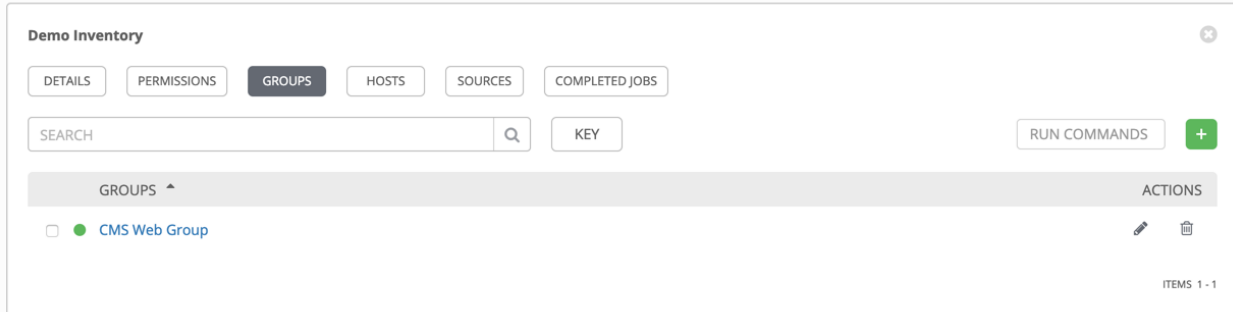 Demo Inventory
DETAILS PERMISSIONS GROUPS HOSTS SOURCES COMPLETED JOBS
SEARCH KEY RUN COMMANDS +
GROUPS ACTIONS
CMS Web Group
ITEMS 1 - 1